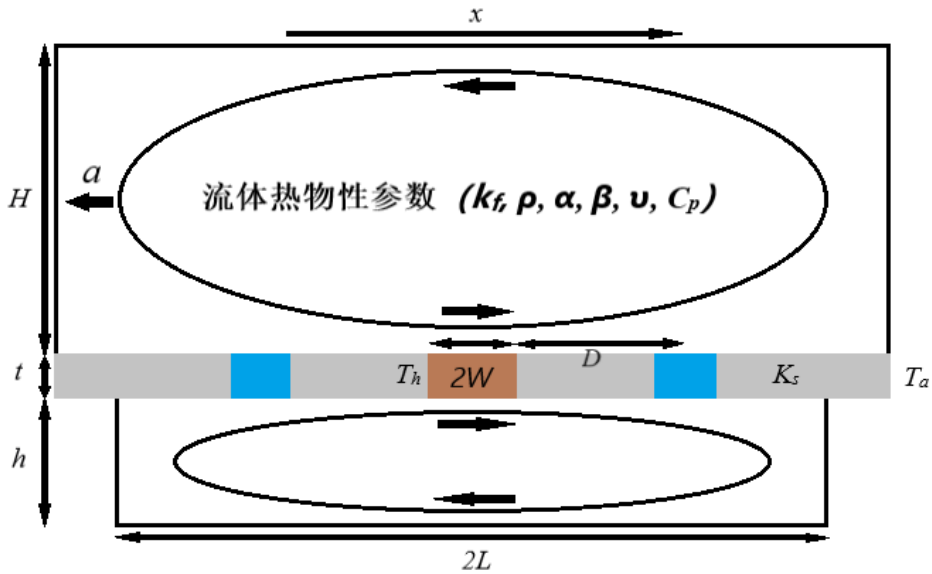 x
a
H
流体热物性参数 (kf, ρ, α, β, υ, Cp)
D
t
Th
2W
Ks
Ta
h
2L